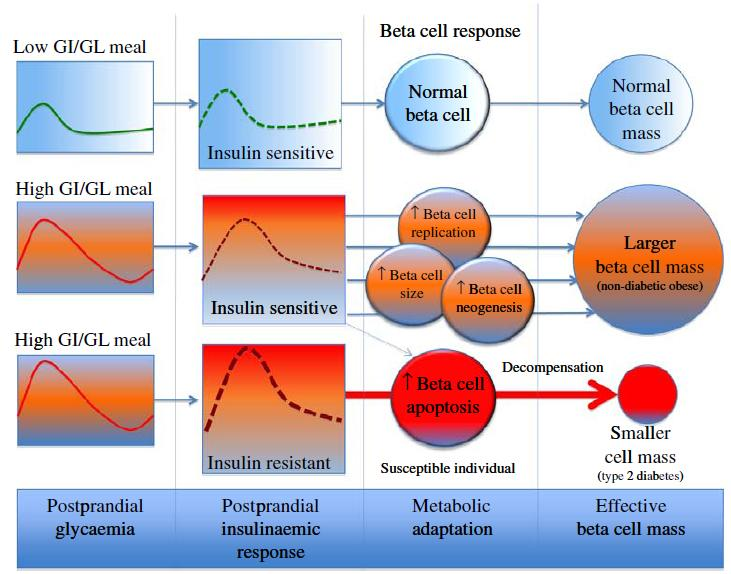 Beta cell response
Low GI/GL meal
Insulin sensitive
Normal
beta cell
Normal
beta cell
mass
High GI/GL meal
Insulin sensitive
↑ Beta cell
replication
↑ Beta cell
size
↑ Beta cell
neogenesis
Larger
beta cell mass
(non-diabetic obese)
High GI/GL meal
Insulin resistant
↑ Beta cell
apoptosis
Susceptible individual
Decompensation
Smaller
cell mass
(type 2 diabetes)
Postprandial
glycaemia
Postprandial
insulinaemic
response
Metabolic
adaptation
Effective
beta cell mass